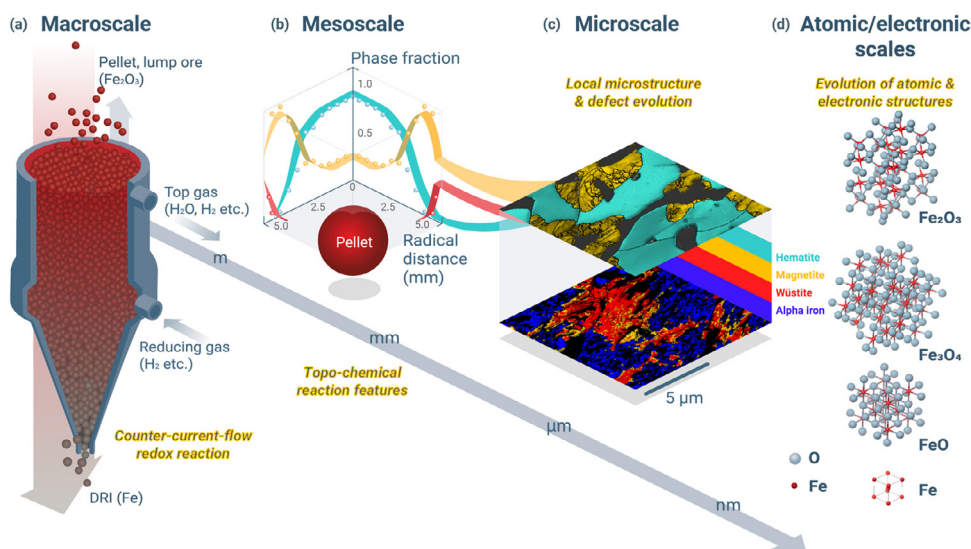 (a) Macroscale
Pellet, lump ore
(Fe₂O₃)
Top gas
(H₂O, H₂ etc.)
m
Reducing gas
(H₂ etc.)
Counter-current-flow
redox reaction
DRI (Fe)
(b) Mesoscale
Phase fraction
1.0
0.5
0
2.5
2.5
5.0
5.0
Pellet
Radical
distance
(mm)
mm
Topo-chemical
reaction features
(c) Microscale
Local microstructure
& defect evolution
Hematite
Magnetite
Wüstite
Alpha iron
5 µm
µm
nm
(d) Atomic/electronic
scales
Evolution of atomic &
electronic structures
Fe₂O₃
Fe₃O₄
FeO
O
Fe
Fe